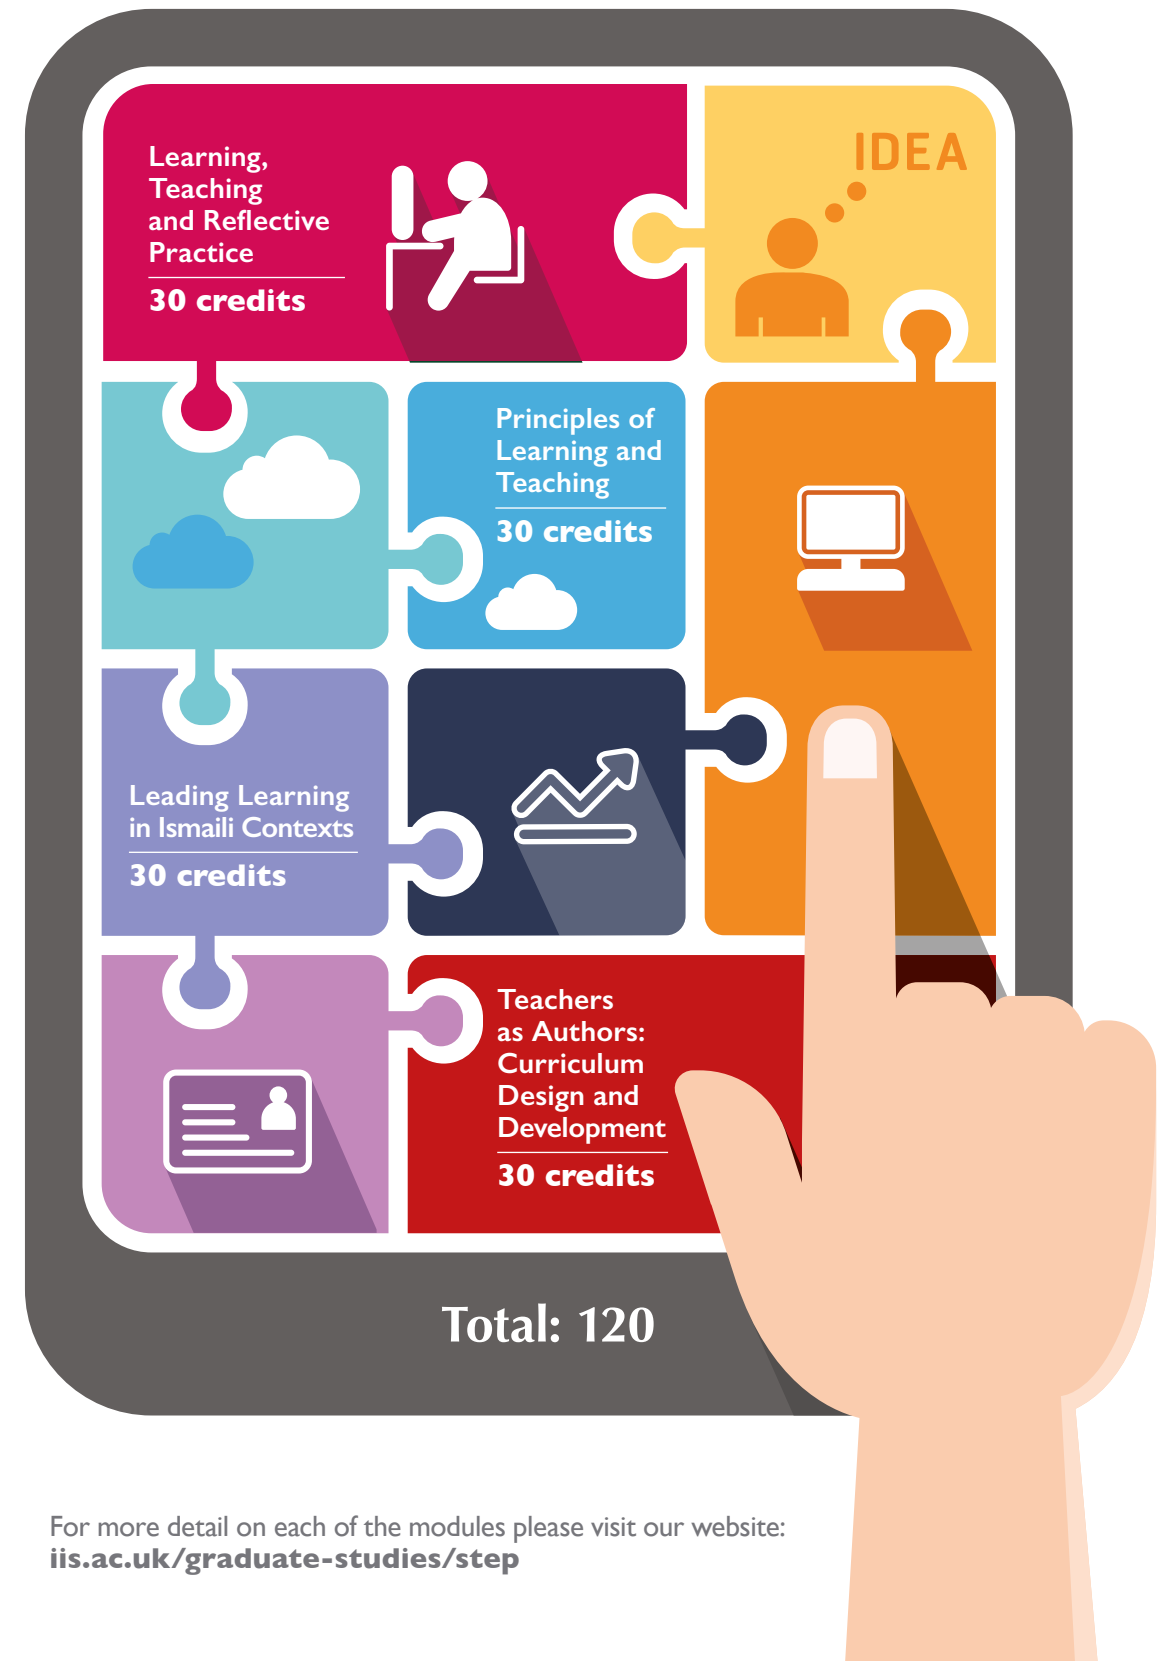 Learning,
Teaching
and Reflective
Practice
30 credits
IDEA
Principles of
Learning and
Teaching
30 credits
Leading Learning
in Ismaili Contexts
30 credits
Teachers
as Authors:
Curriculum
Design and
Development
30 credits
Total: 120
For more detail on each of the modules please visit our website:
iis.ac.uk/graduate-studies/step